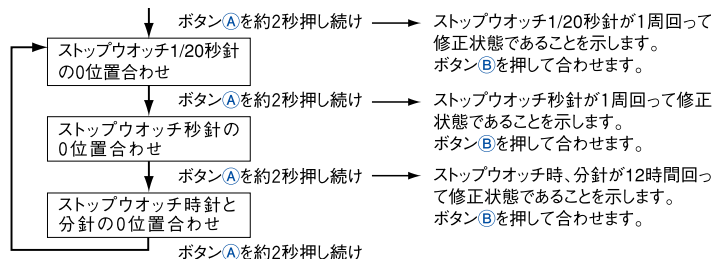 ボタンⒶを約2秒押し続け
ストップウオッチ1/20秒針が1周回って
修正状態であることを示します。
ボタンⒷを押して合わせます。
ストップウオッチ1/20秒針
の0位置合わせ
ボタンⒶを約2秒押し続け
ストップウオッチ秒針が1周回って修正
状態であることを示します。
ボタンⒷを押して合わせます。
ストップウオッチ秒針の
0位置合わせ
ボタンⒶを約2秒押し続け
ストップウオッチ時、分針が12時間回っ
て修正状態であることを示します。
ボタンⒷを押して合わせます。
ストップウオッチ時針と
分針の0位置合わせ
ボタンⒶを約2秒押し続け